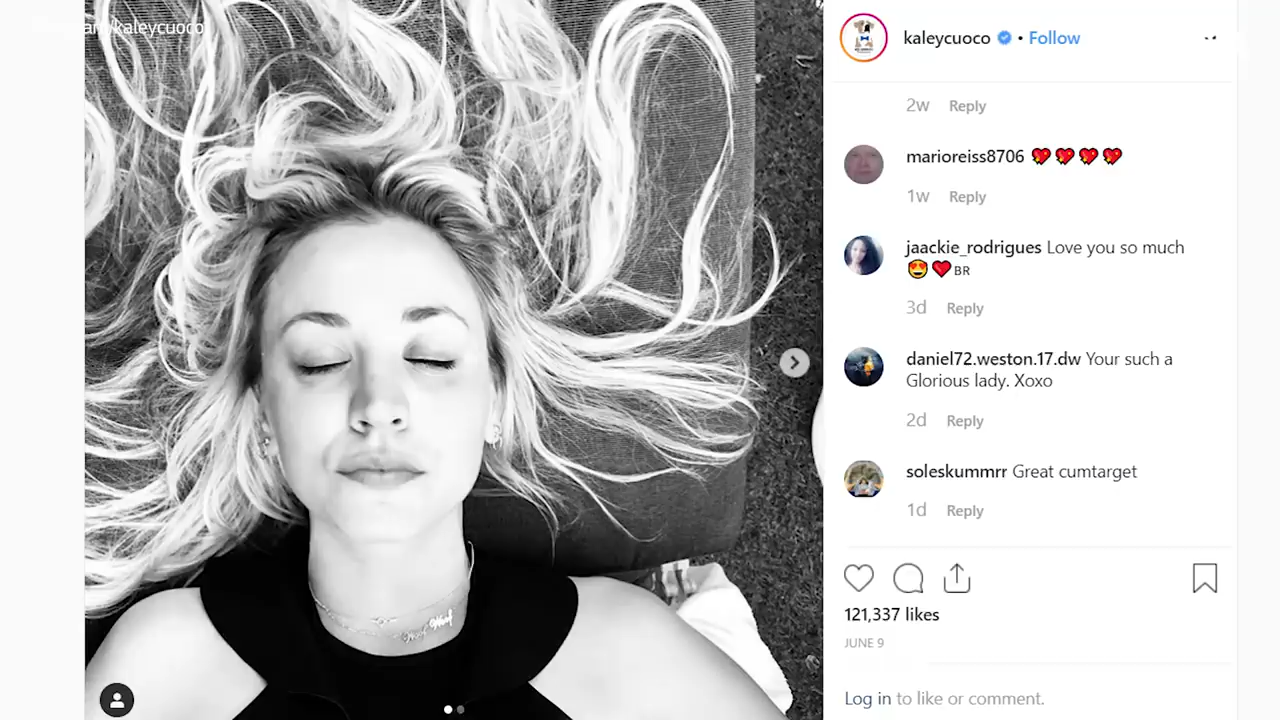 am/kaleycuoco
kaleycuoco • Follow
2w Reply
marioreiss8706
1w Reply
jaackie_rodrigues Love you so much
BR
3d Reply
daniel72.weston.17.dw Your such a
Glorious lady. Xoxo
2d Reply
soleskummrr Great cumtarget
1d Reply
121,337 likes
JUNE 9
Log in to like or comment.